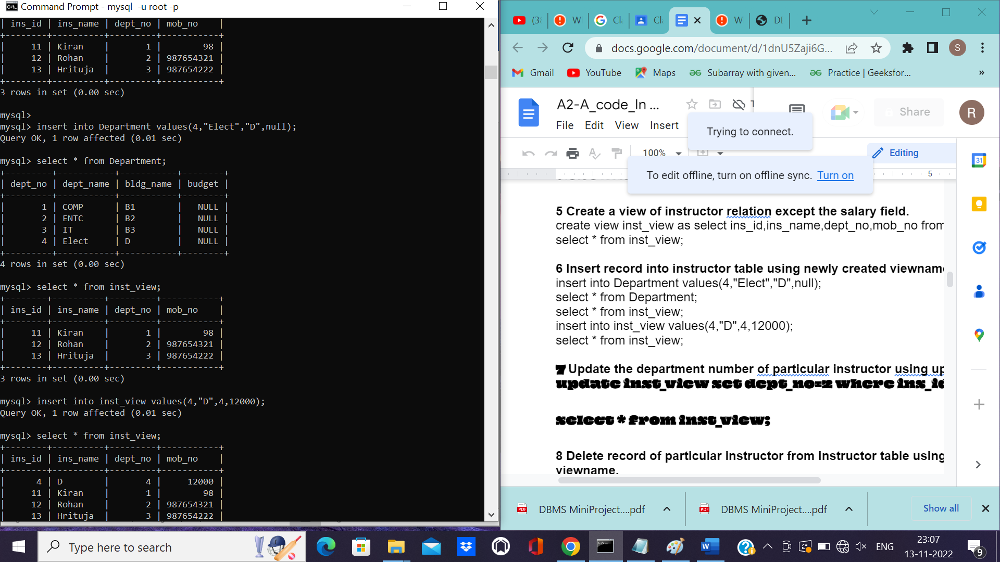 Command Prompt - mysql  -u root -p
| ins_id | ins_name | dept_no | mob_no    |
+--------+----------+---------+-----------+
|     11 | Kiran    |       1 |        98 |
|     12 | Rohan    |       2 | 987654321 |
|     13 | Hrituja  |       3 | 987654222 |
+--------+----------+---------+-----------+
3 rows in set (0.00 sec)
mysql>
mysql> insert into Department values(4,"Elect","D",null);
Query OK, 1 row affected (0.01 sec)
mysql> select * from Department;
+---------+-----------+-----------+--------+
| dept_no | dept_name | bldg_name | budget |
+---------+-----------+-----------+--------+
|       1 | COMP      | B1        |   NULL |
|       2 | ENTC      | B2        |   NULL |
|       3 | IT        | B3        |   NULL |
|       4 | Elect     | D         |   NULL |
+---------+-----------+-----------+--------+
4 rows in set (0.00 sec)
mysql> select * from inst_view;
+--------+----------+---------+-----------+
| ins_id | ins_name | dept_no | mob_no    |
+--------+----------+---------+-----------+
|     11 | Kiran    |       1 |        98 |
|     12 | Rohan    |       2 | 987654321 |
|     13 | Hrituja  |       3 | 987654222 |
+--------+----------+---------+-----------+
3 rows in set (0.00 sec)
mysql> insert into inst_view values(4,"D",4,12000);
Query OK, 1 row affected (0.01 sec)
mysql> select * from inst_view;
+--------+----------+---------+-----------+
| ins_id | ins_name | dept_no | mob_no    |
+--------+----------+---------+-----------+
|      4 | D        |       4 |     12000 |
|     11 | Kiran    |       1 |        98 |
|     12 | Rohan    |       2 | 987654321 |
|     13 | Hrituja  |       3 | 987654222 |
(3 W Cl Cl W
docs.google.com/document/d/1dnU5Zaji6G... S
Gmail YouTube Maps Subarray with given... Practice | Geeksfor... »
A2-A_code_In ... Share R
File Edit View Insert
Trying to connect.
100% Editing 31
To edit offline, turn on offline sync. Turn on
5
5 Create a view of instructor relation except the salary field.
create view inst_view as select ins_id,ins_name,dept_no,mob_no from
select * from inst_view;
6 Insert record into instructor table using newly created viewname
insert into Department values(4,"Elect","D",null);
select * from Department;
select * from inst_view;
insert into inst_view values(4,"D",4,12000);
select * from inst_view;
7 Update the department number of particular instructor using up
update inst_view set dept_no=2 where ins_id
select * from inst_view;
8 Delete record of particular instructor from instructor table using
viewname.
PDF DBMS MiniProject....pdf PDF DBMS MiniProject....pdf Show all
Type here to search ENG 23:07
13-11-2022 9